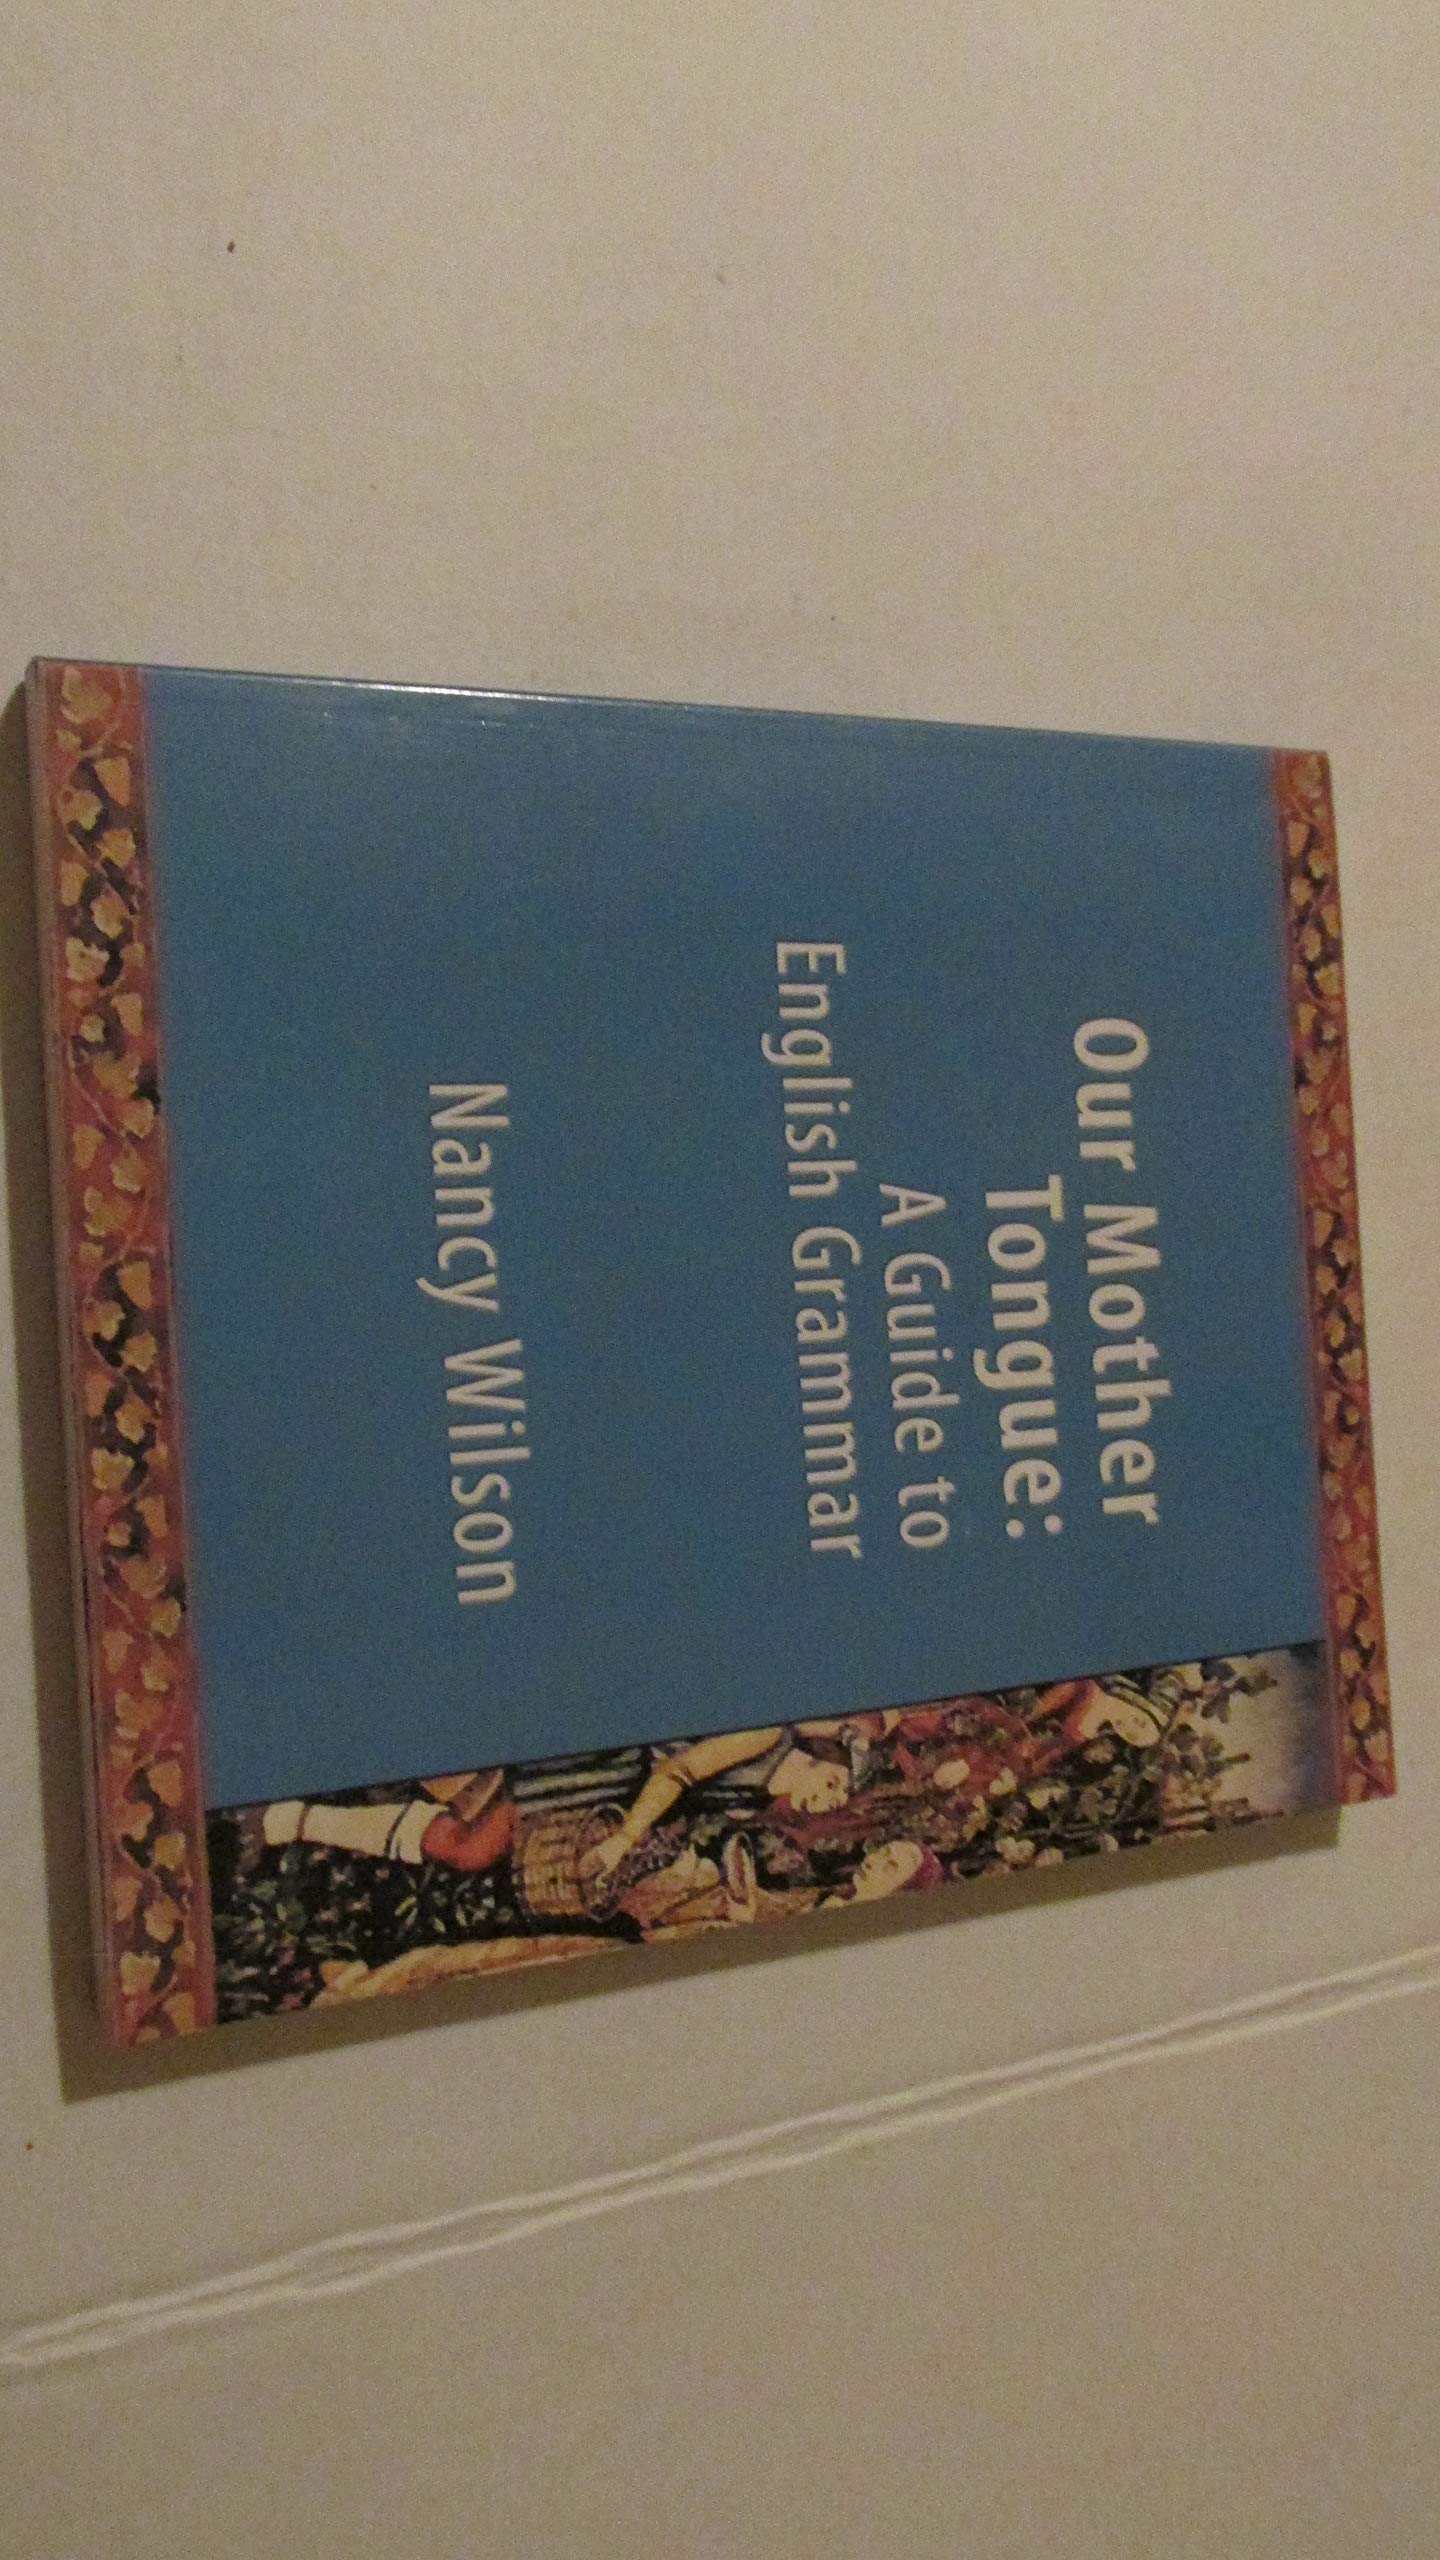 Our Mother
Tongue:
A Guide to
English Grammar
Nancy Wilson